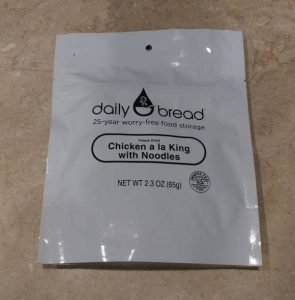 daily bread
25-year worry-free food storage
Freeze Dried
Chicken a la King
with Noodles
NET WT 2.3 OZ (65g)